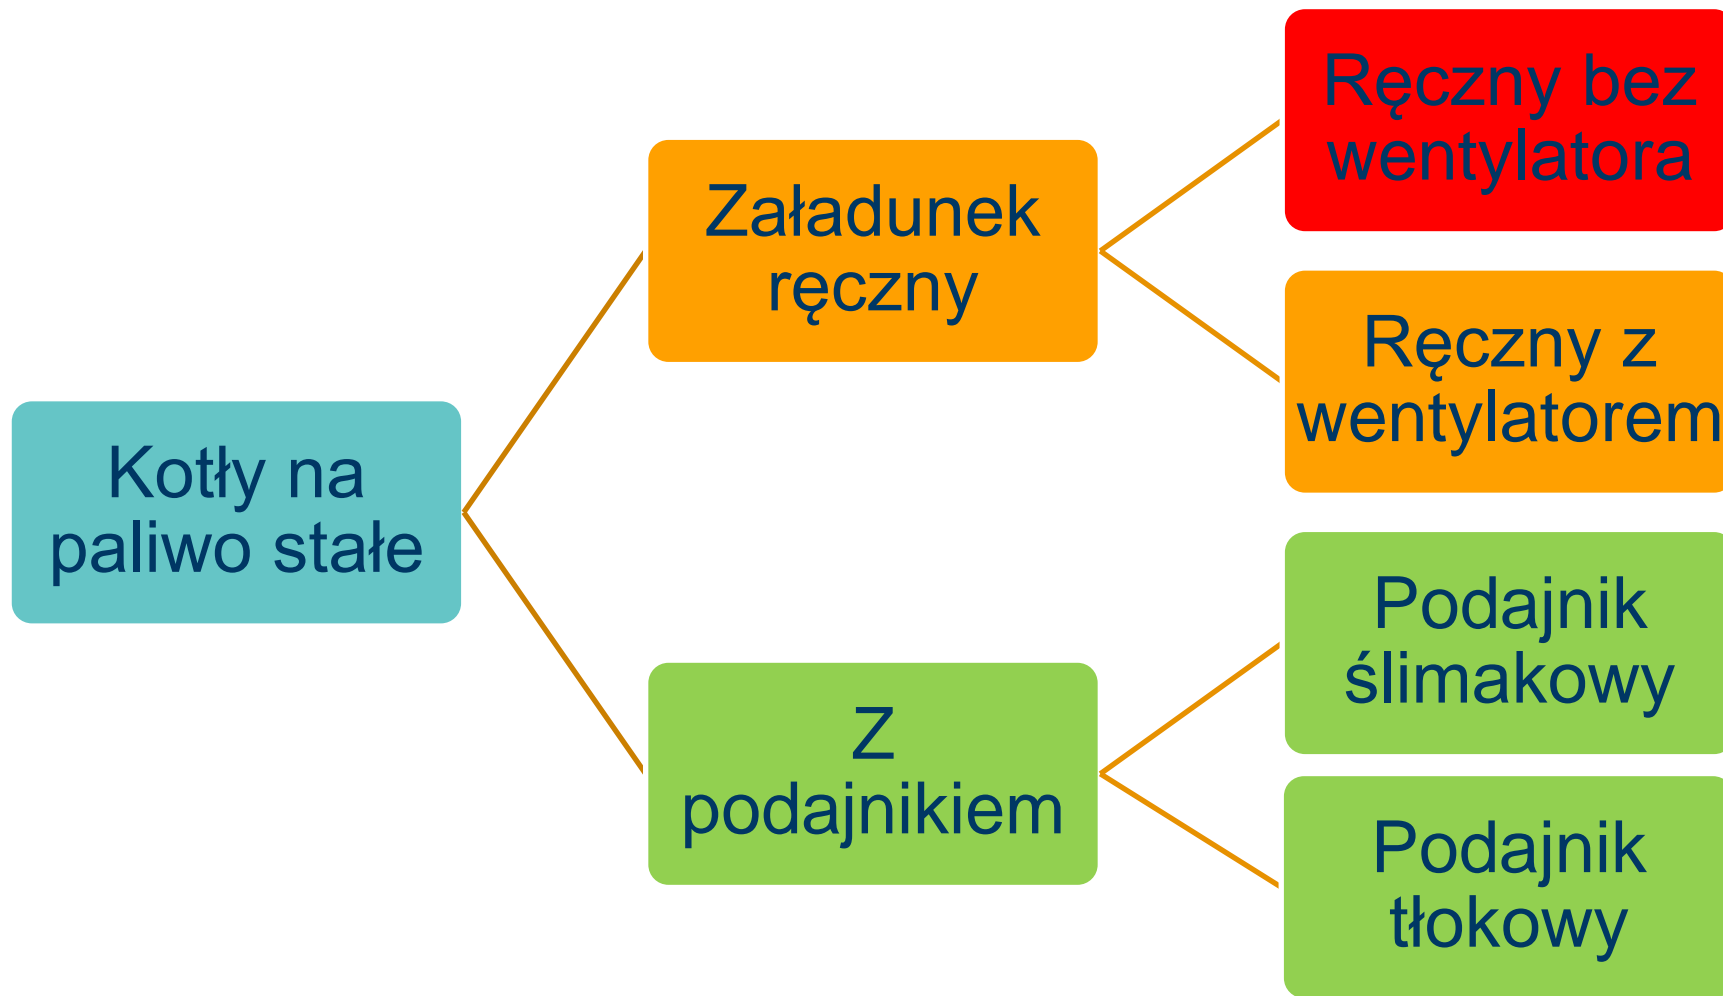 Kotły na
paliwo stałe
Załadunek
ręczny
Ręczny bez
wentylatora
Ręczny z
wentylatorem
Z
podajnikiem
Podajnik
ślimakowy
Podajnik
tłokowy